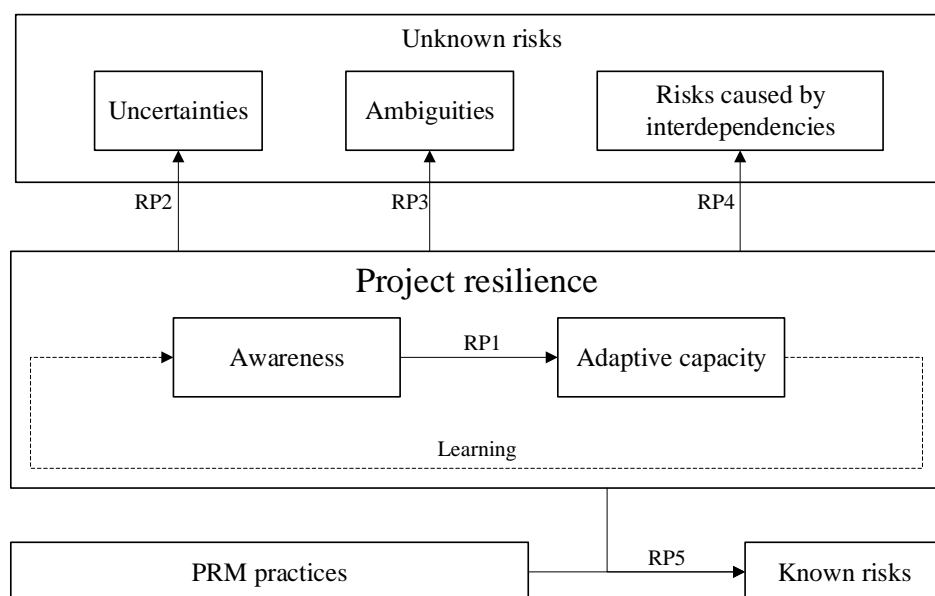 Unknown risks
Uncertainties
Ambiguities
Risks caused by
interdependencies
RP2
RP3
RP4
Project resilience
Awareness
RP1
Adaptive capacity
Learning
PRM practices
RP5
Known risks